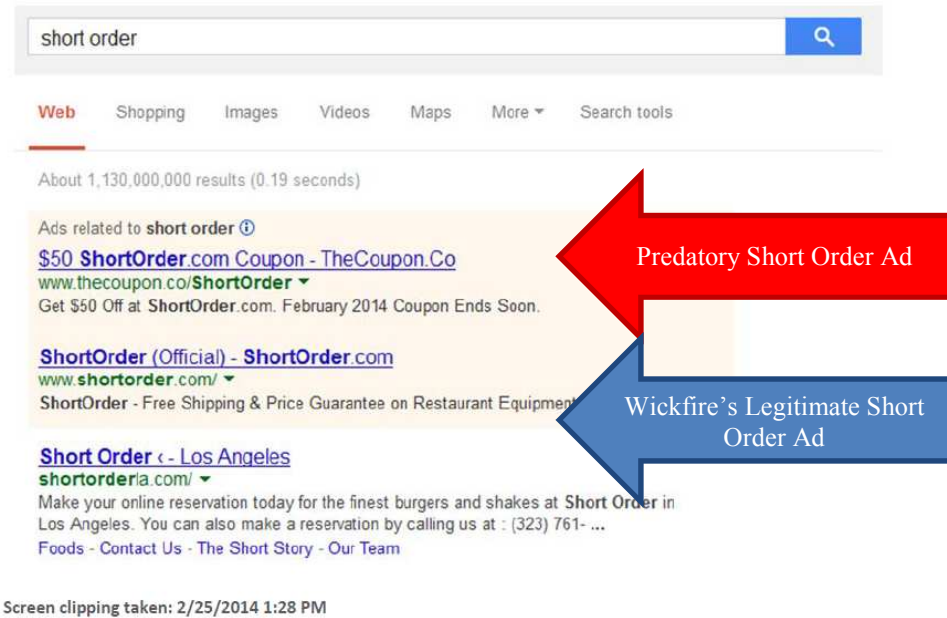 short order
Web Shopping Images Videos Maps More Search tools
About 1,130,000,000 results (0.19 seconds)
Ads related to short order
$50 ShortOrder.com Coupon - TheCoupon.Co
www.thecoupon.co/ShortOrder
Get $50 Off at ShortOrder.com. February 2014 Coupon Ends Soon.
Predatory Short Order Ad
ShortOrder (Official) - ShortOrder.com
www.shortorder.com/
ShortOrder - Free Shipping & Price Guarantee on Restaurant Equipment
Wickfire's Legitimate Short
Order Ad
Short Order ‹ - Los Angeles
shortorderla.com/
Make your online reservation today for the finest burgers and shakes at Short Order in
Los Angeles. You can also make a reservation by calling us at : (323) 761- ...
Foods - Contact Us - The Short Story - Our Team
Screen clipping taken: 2/25/2014 1:28 PM